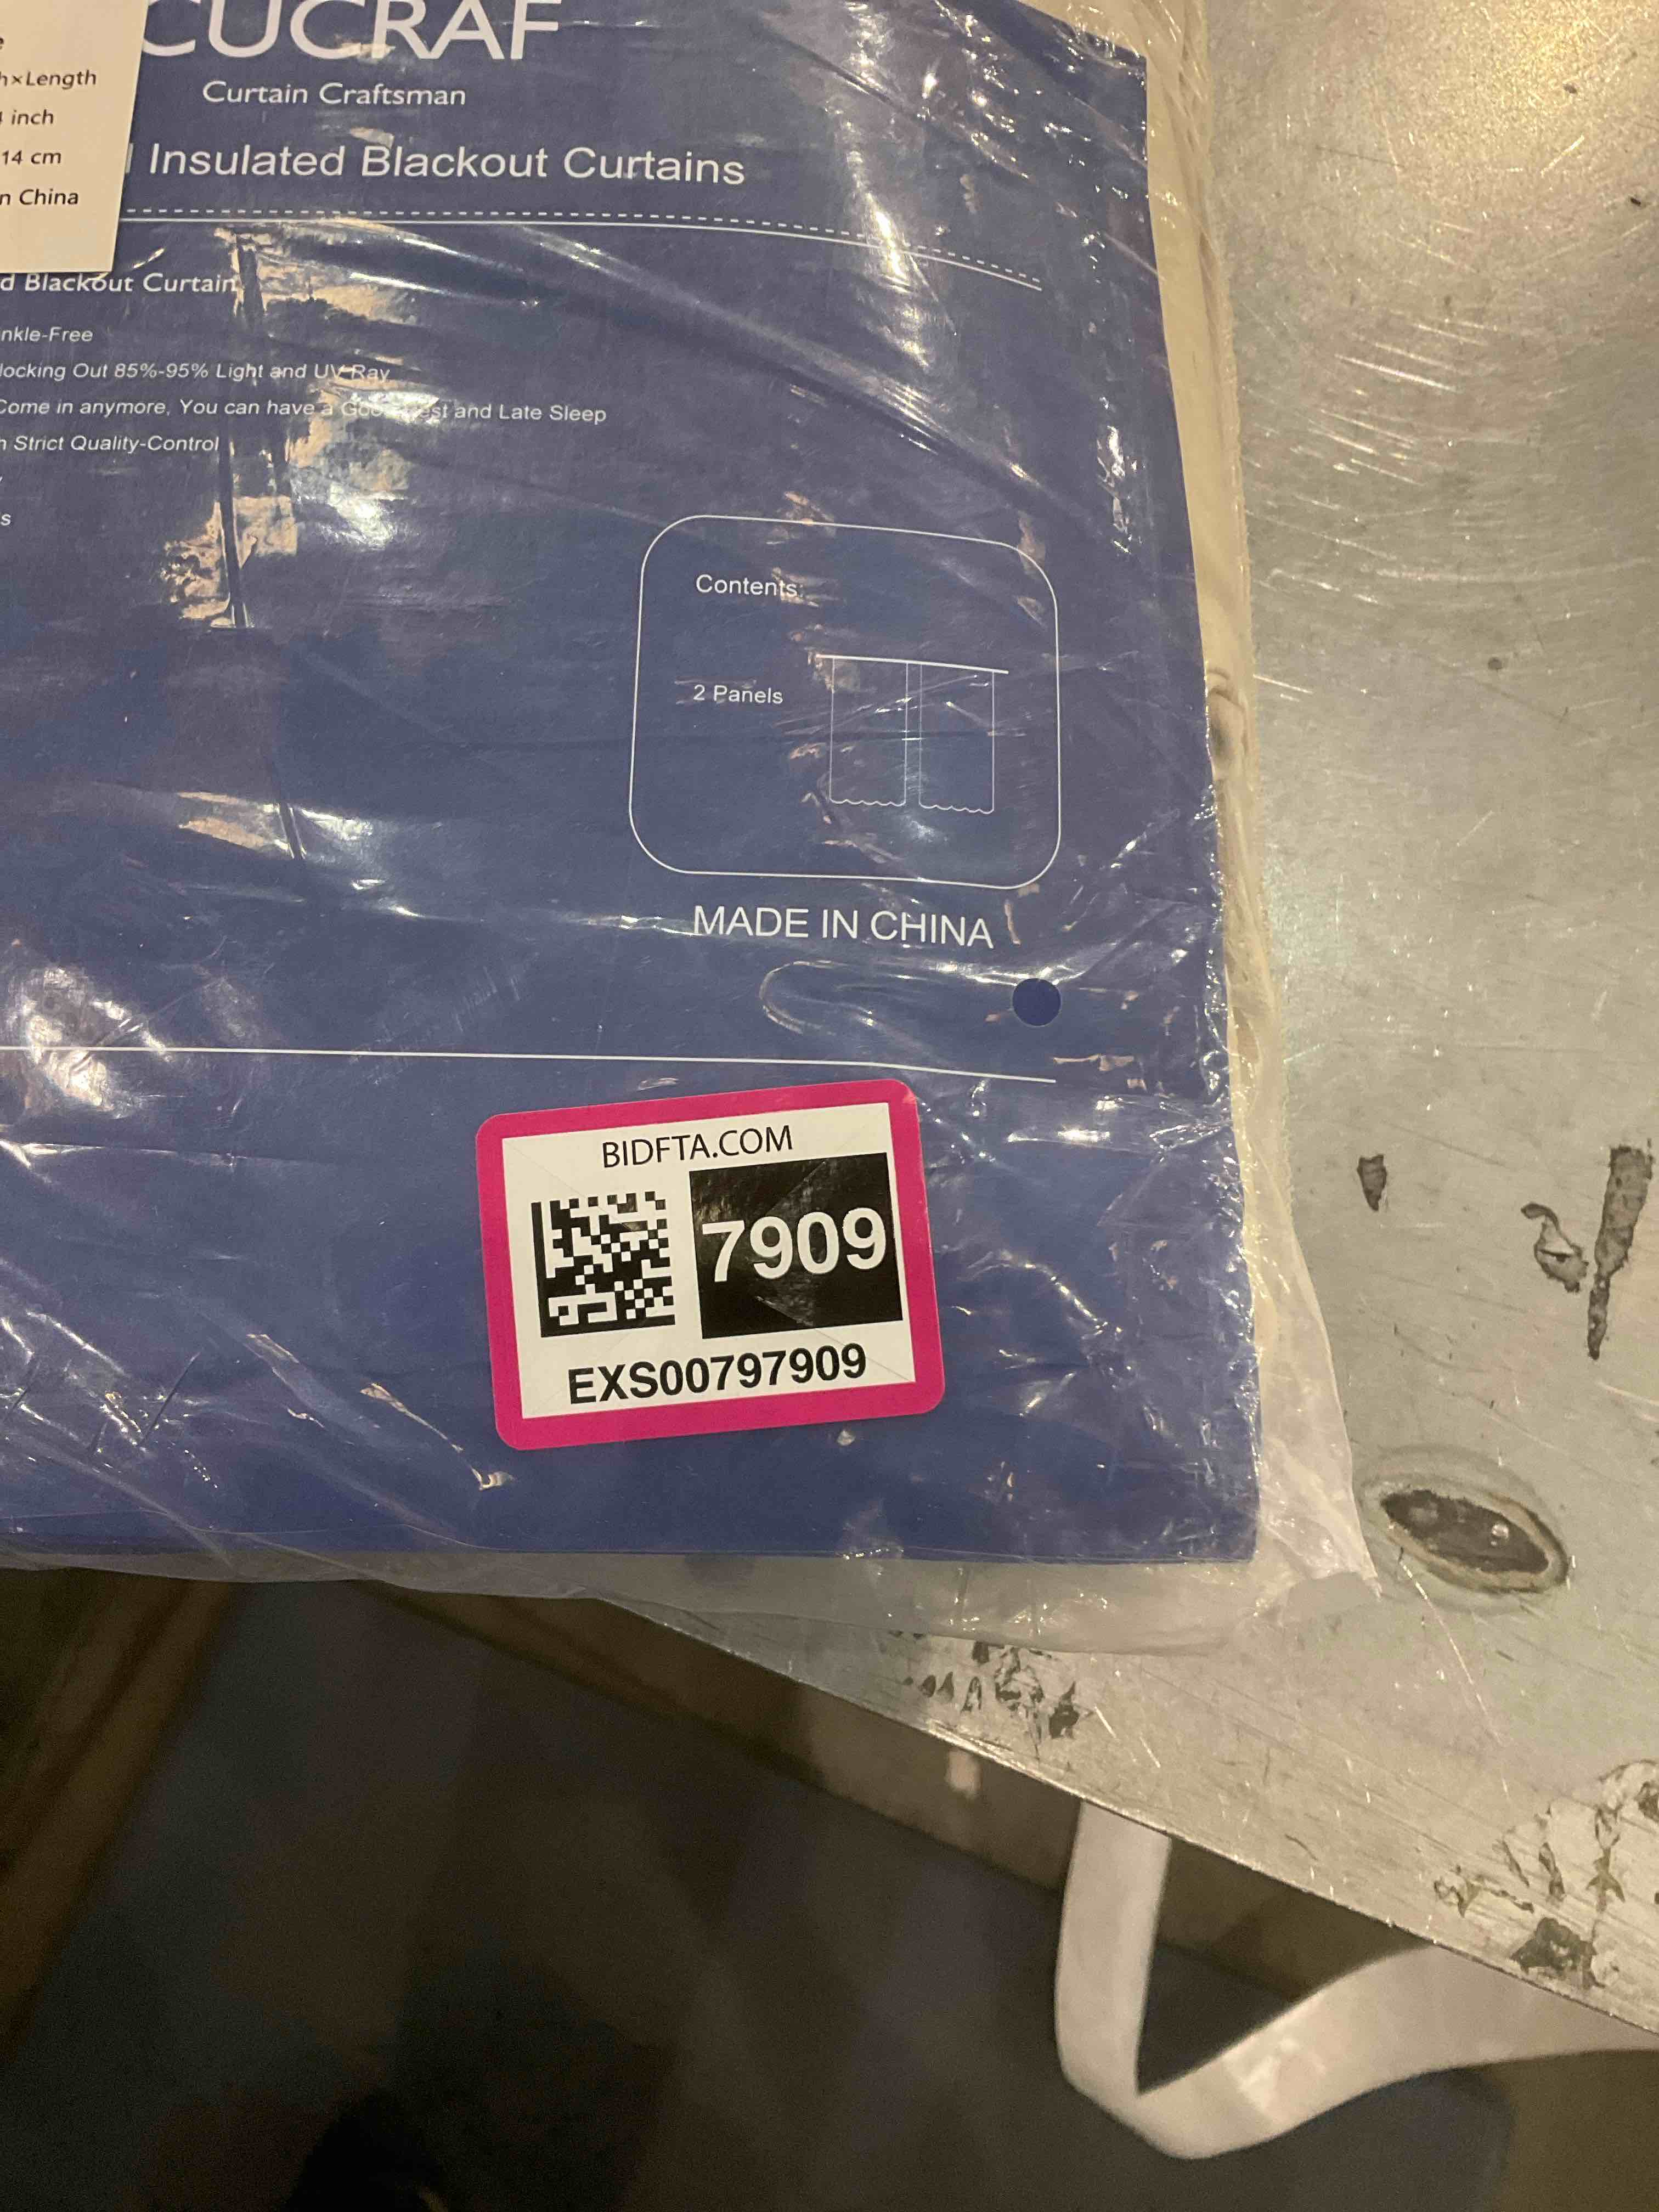 CUCRAF
Curtain Craftsman
Insulated Blackout Curtains
×Length
inch
14 cm
n China
d Blackout Curtain
nkle-Free
locking Out 85%-95% Light and UV Ray
Come in anymore, You can have a and Late Sleep
Strict Quality-Control
s
Contents:
2 Panels
MADE IN CHINA
BIDFTA.COM
7909
EXS00797909